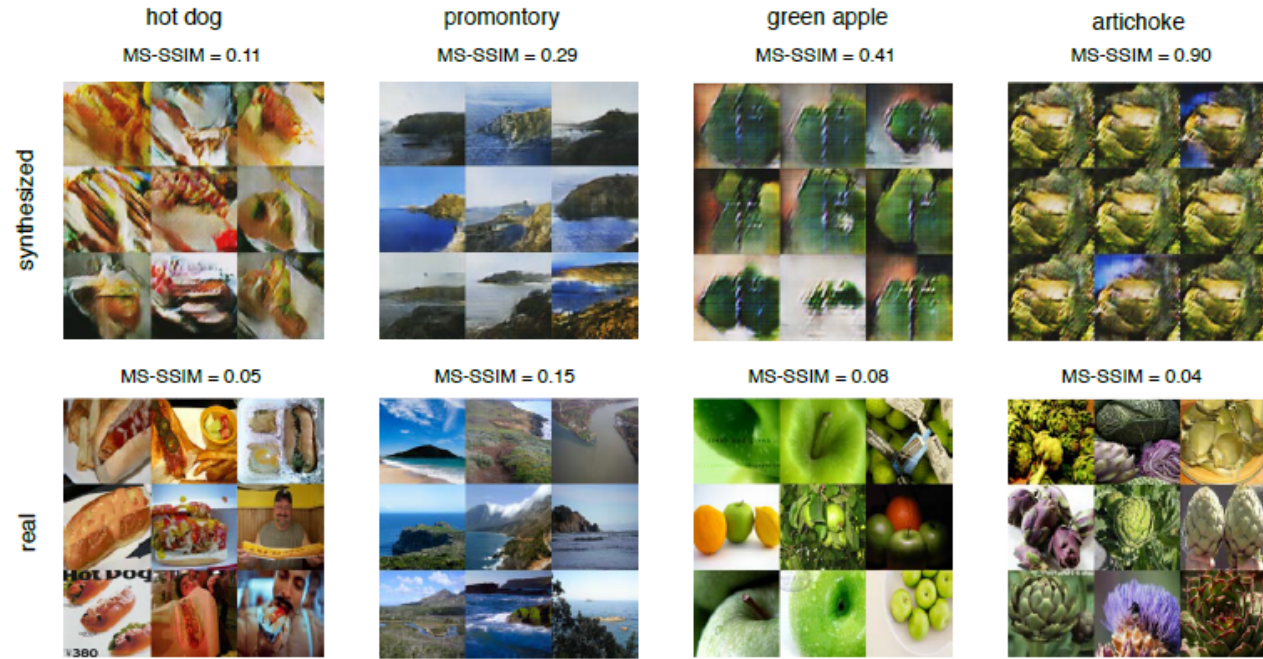 hot dog
promontory
green apple
artichoke
MS-SSIM = 0.11
MS-SSIM = 0.29
MS-SSIM = 0.41
MS-SSIM = 0.90
synthesized
MS-SSIM = 0.05
MS-SSIM = 0.15
MS-SSIM = 0.08
MS-SSIM = 0.04
real
Hot Dog
¥380